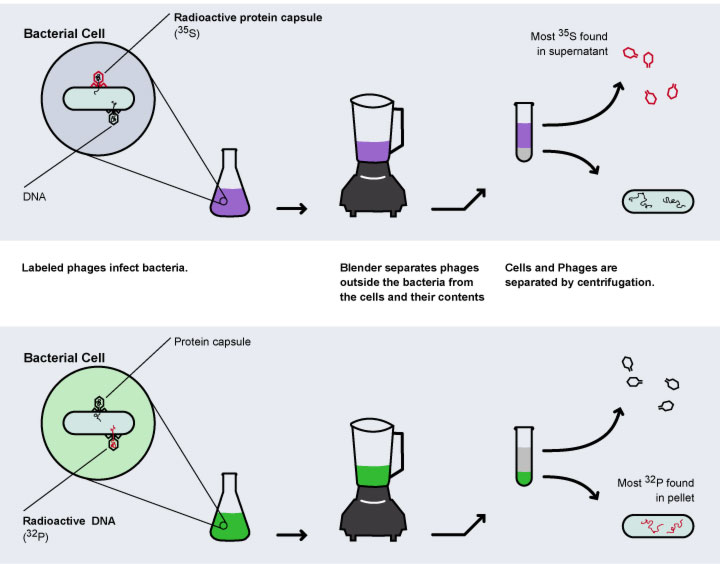 Radioactive protein capsule
(³⁵S)
Bacterial Cell
DNA
Most ³⁵S found
in supernatant
Labeled phages infect bacteria.
Blender separates phages
outside the bacteria from
the cells and their contents
Cells and Phages are
separated by centrifugation.
Protein capsule
Bacterial Cell
Radioactive DNA
(³²P)
Most ³²P found
in pellet